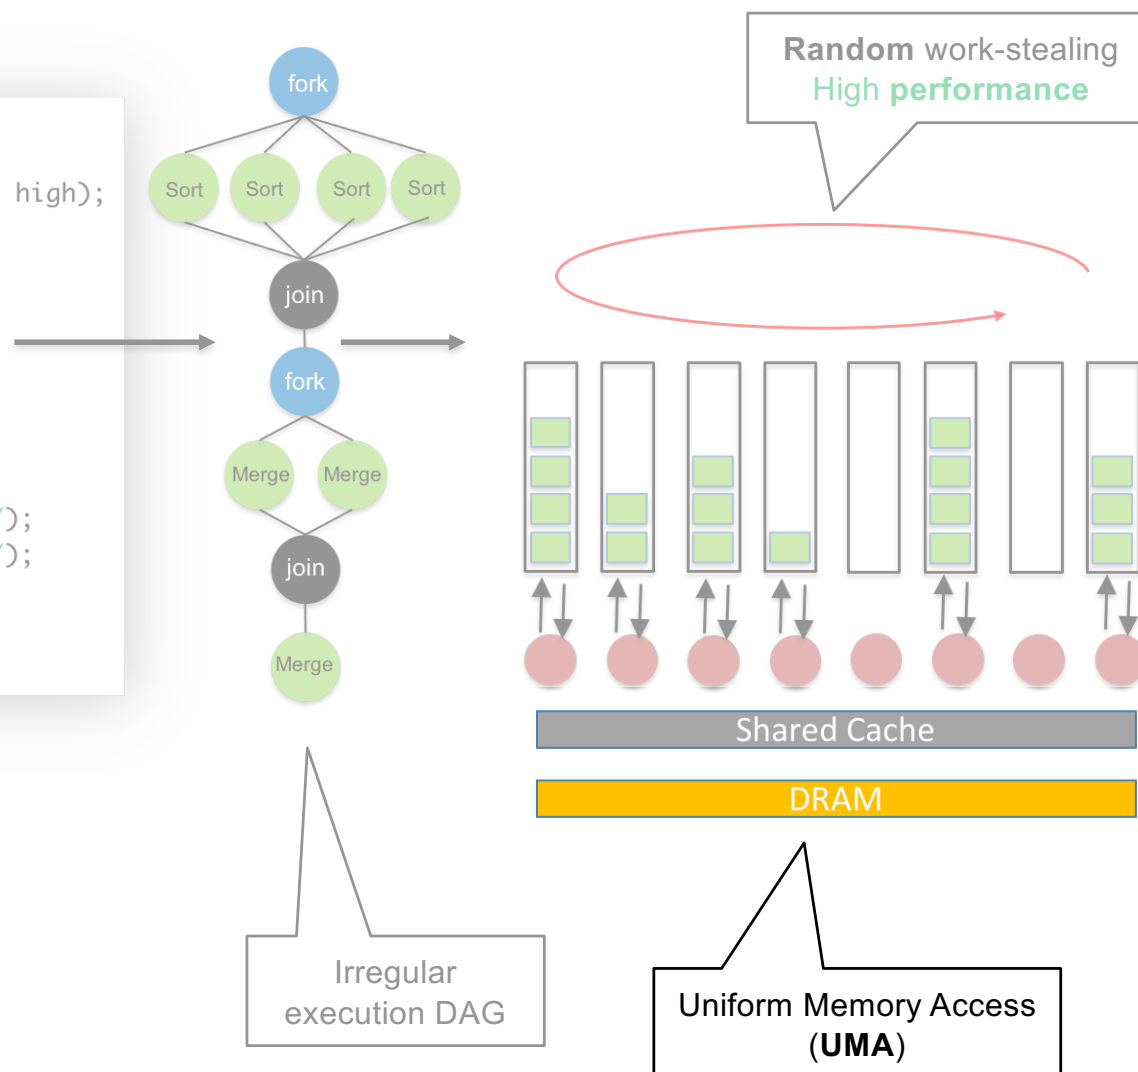 Random work-stealing
High performance
fork
Sort Sort Sort Sort
high);
join
fork
Merge Merge
);
);
join
Merge
Shared Cache
DRAM
Irregular
execution DAG
Uniform Memory Access
(UMA)